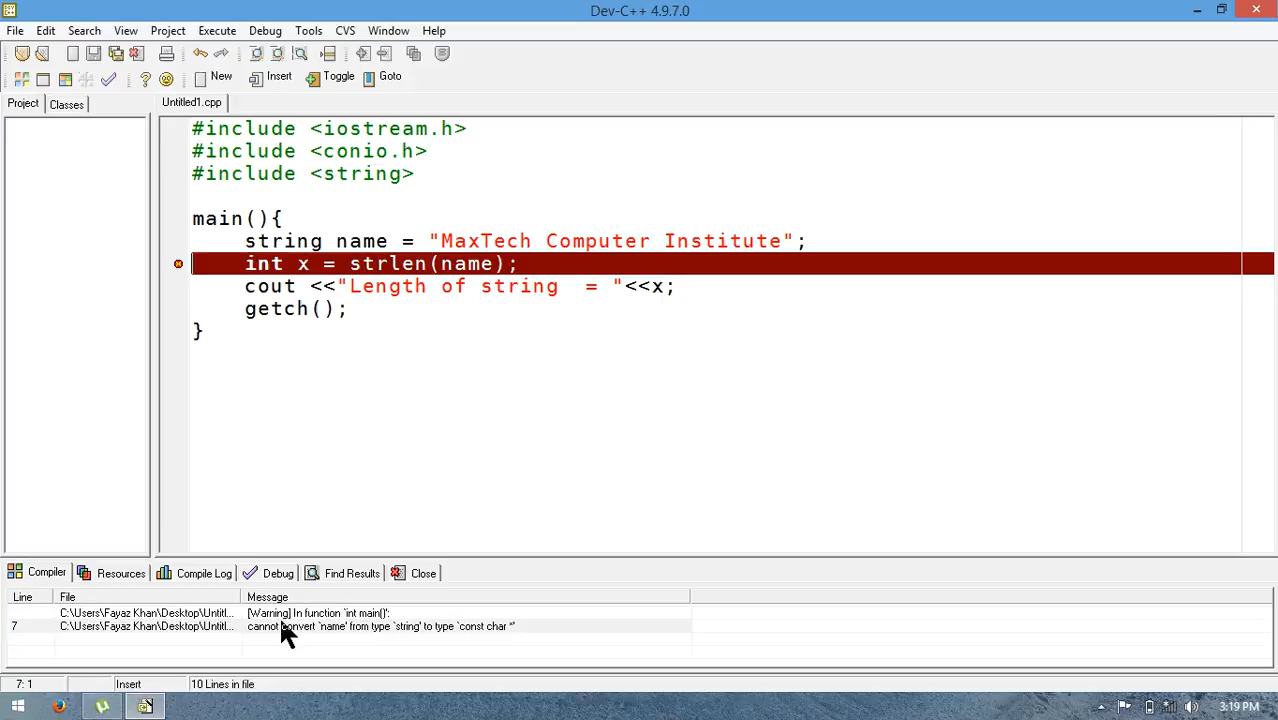 Dev-C++ 4.9.7.0
File Edit Search View Project Execute Debug Tools CVS Window Help
New Insert Toggle Goto
Project Classes Untitled1.cpp
#include <iostream.h>
#include <conio.h>
#include <string>
main(){
string name = "MaxTech Computer Institute";
int x = strlen(name);
cout <<"Length of string  = "<<x;
getch();
}
Compiler Resources Compile Log Debug Find Results Close
Line File Message
C:\Users\Fayaz Khan\Desktop\Untitl... [Warning] In function `int main()':
7 C:\Users\Fayaz Khan\Desktop\Untitl... cannot convert `name' from type `string' to type `const char *'
7: 1 Insert 10 Lines in file
3:19 PM